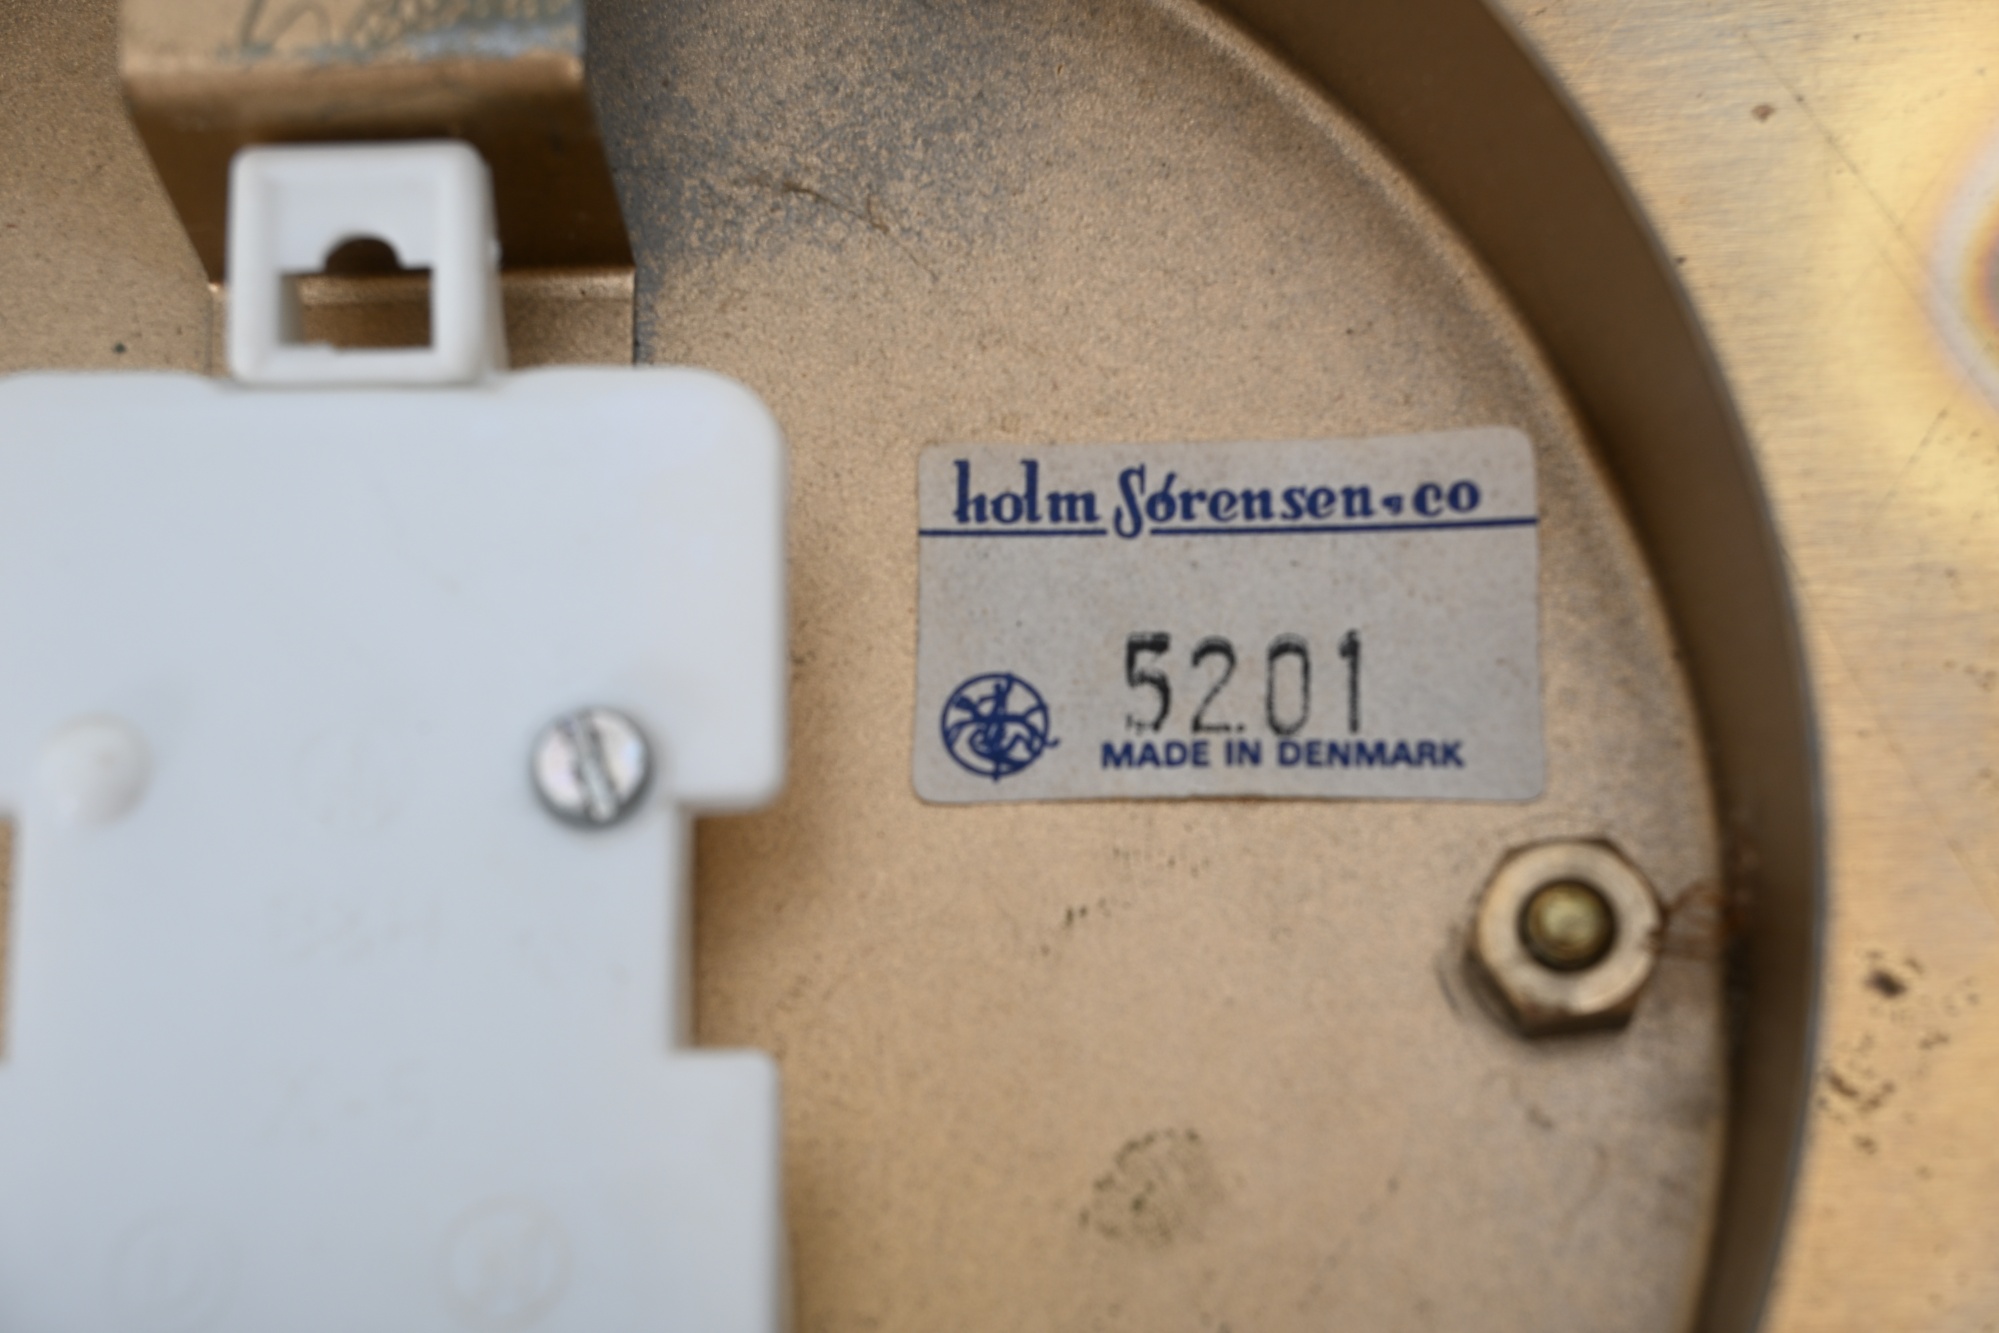 holm Sørensen & co
5201
MADE IN DENMARK